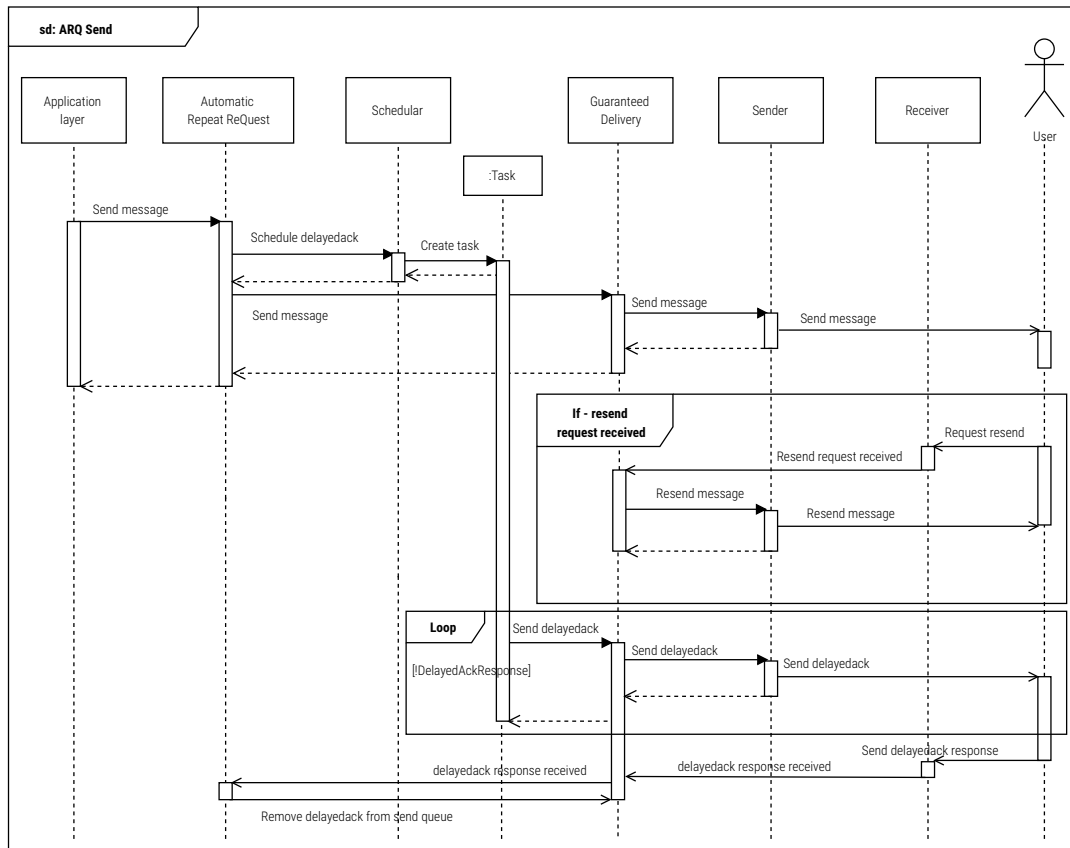 sd: ARQ Send
Application
layer
Automatic
Repeat ReQuest
Schedular
Guaranteed
Delivery
Sender
Receiver
User
:Task
Send message
Schedule delayedack
Create task
Send message
Send message
Send message
If - resend
request received
Request resend
Resend request received
Resend message
Resend message
Loop
[!DelayedAckResponse]
Send delayedack
Send delayedack
Send delayedack
Send delayedack response
delayedack response received
delayedack response received
Remove delayedack from send queue